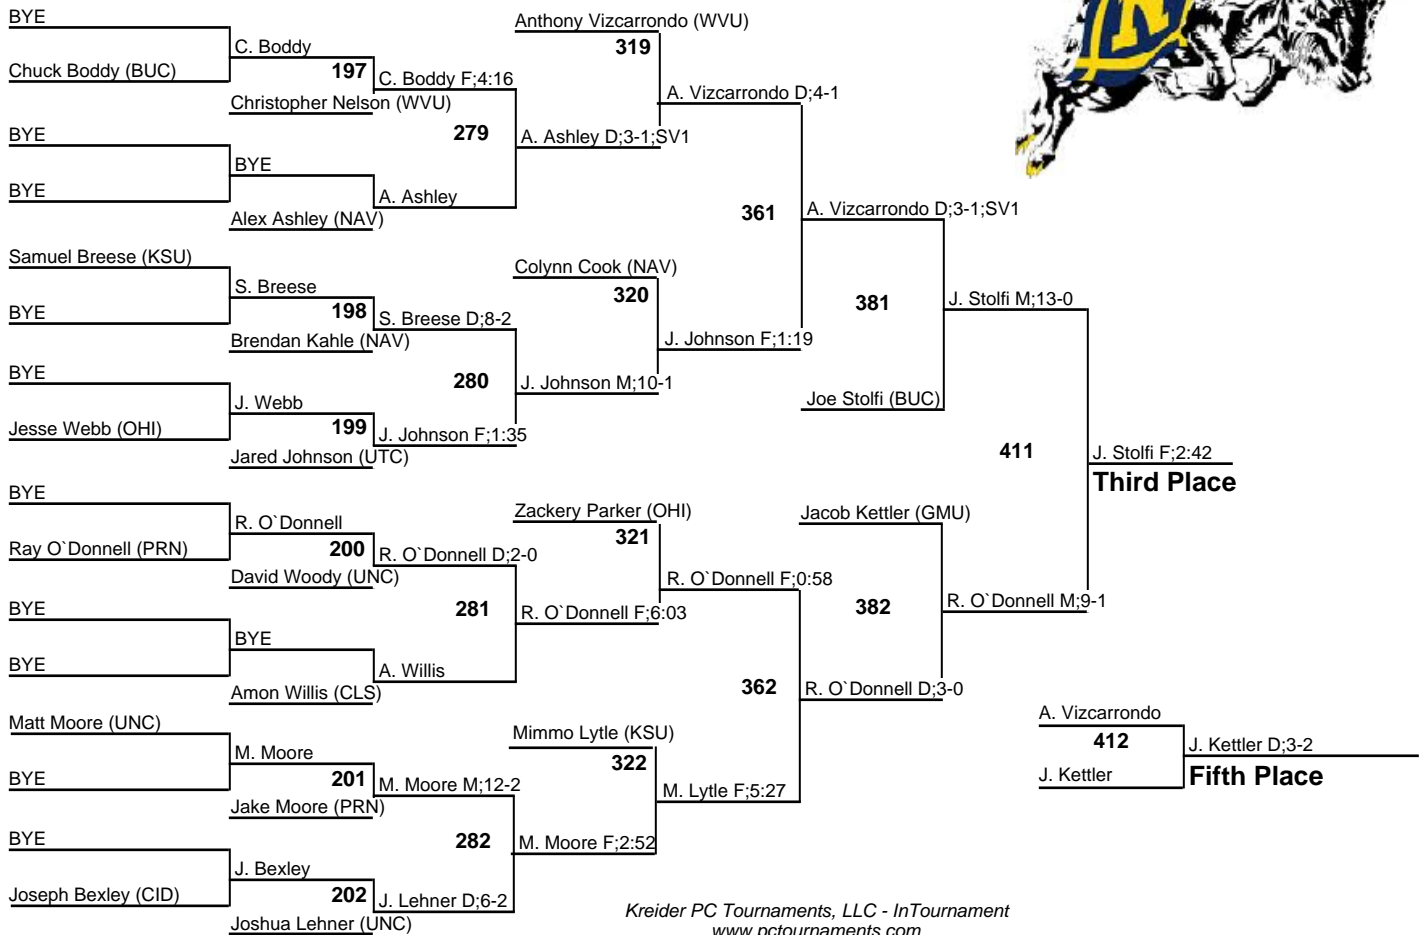 BYE
Chuck Boddy (BUC)
C. Boddy
197
Christopher Nelson (WVU)
C. Boddy F;4:16
BYE
BYE
BYE
Alex Ashley (NAV)
A. Ashley
279
A. Ashley D;3-1;SV1
Anthony Vizcarrondo (WVU)
319
A. Vizcarrondo D;4-1
Samuel Breese (KSU)
BYE
S. Breese
198
Brendan Kahle (NAV)
S. Breese D;8-2
BYE
Jesse Webb (OHI)
J. Webb
199
Jared Johnson (UTC)
J. Johnson F;1:35
280
J. Johnson M;10-1
Colynn Cook (NAV)
320
J. Johnson F;1:19
361
A. Vizcarrondo D;3-1;SV1
381
Joe Stolfi (BUC)
J. Stolfi M;13-0
BYE
Ray O`Donnell (PRN)
R. O`Donnell
200
David Woody (UNC)
R. O`Donnell D;2-0
BYE
BYE
BYE
Amon Willis (CLS)
A. Willis
281
R. O`Donnell F;6:03
Zackery Parker (OHI)
321
R. O`Donnell F;0:58
Matt Moore (UNC)
BYE
M. Moore
201
Jake Moore (PRN)
M. Moore M;12-2
BYE
Joseph Bexley (CID)
J. Bexley
202
Joshua Lehner (UNC)
J. Lehner D;6-2
282
M. Moore F;2:52
Mimmo Lytle (KSU)
322
M. Lytle F;5:27
362
R. O`Donnell D;3-0
Jacob Kettler (GMU)
382
R. O`Donnell M;9-1
411
J. Stolfi F;2:42
Third Place
A. Vizcarrondo
412
J. Kettler
J. Kettler D;3-2
Fifth Place
Kreider PC Tournaments, LLC - InTournament
www.pctournaments.com
N